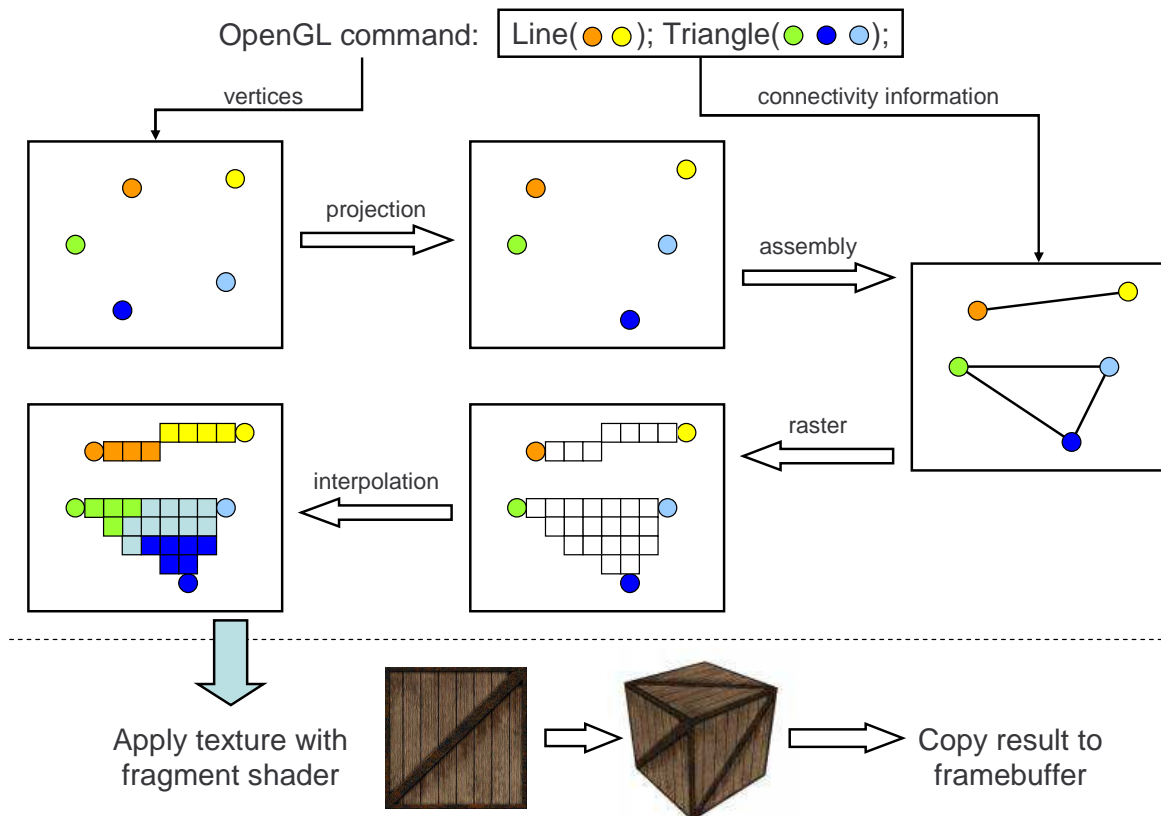 OpenGL command: Line( ); Triangle( );
vertices
connectivity information
projection
assembly
raster
interpolation
Apply texture with
fragment shader
Copy result to
framebuffer